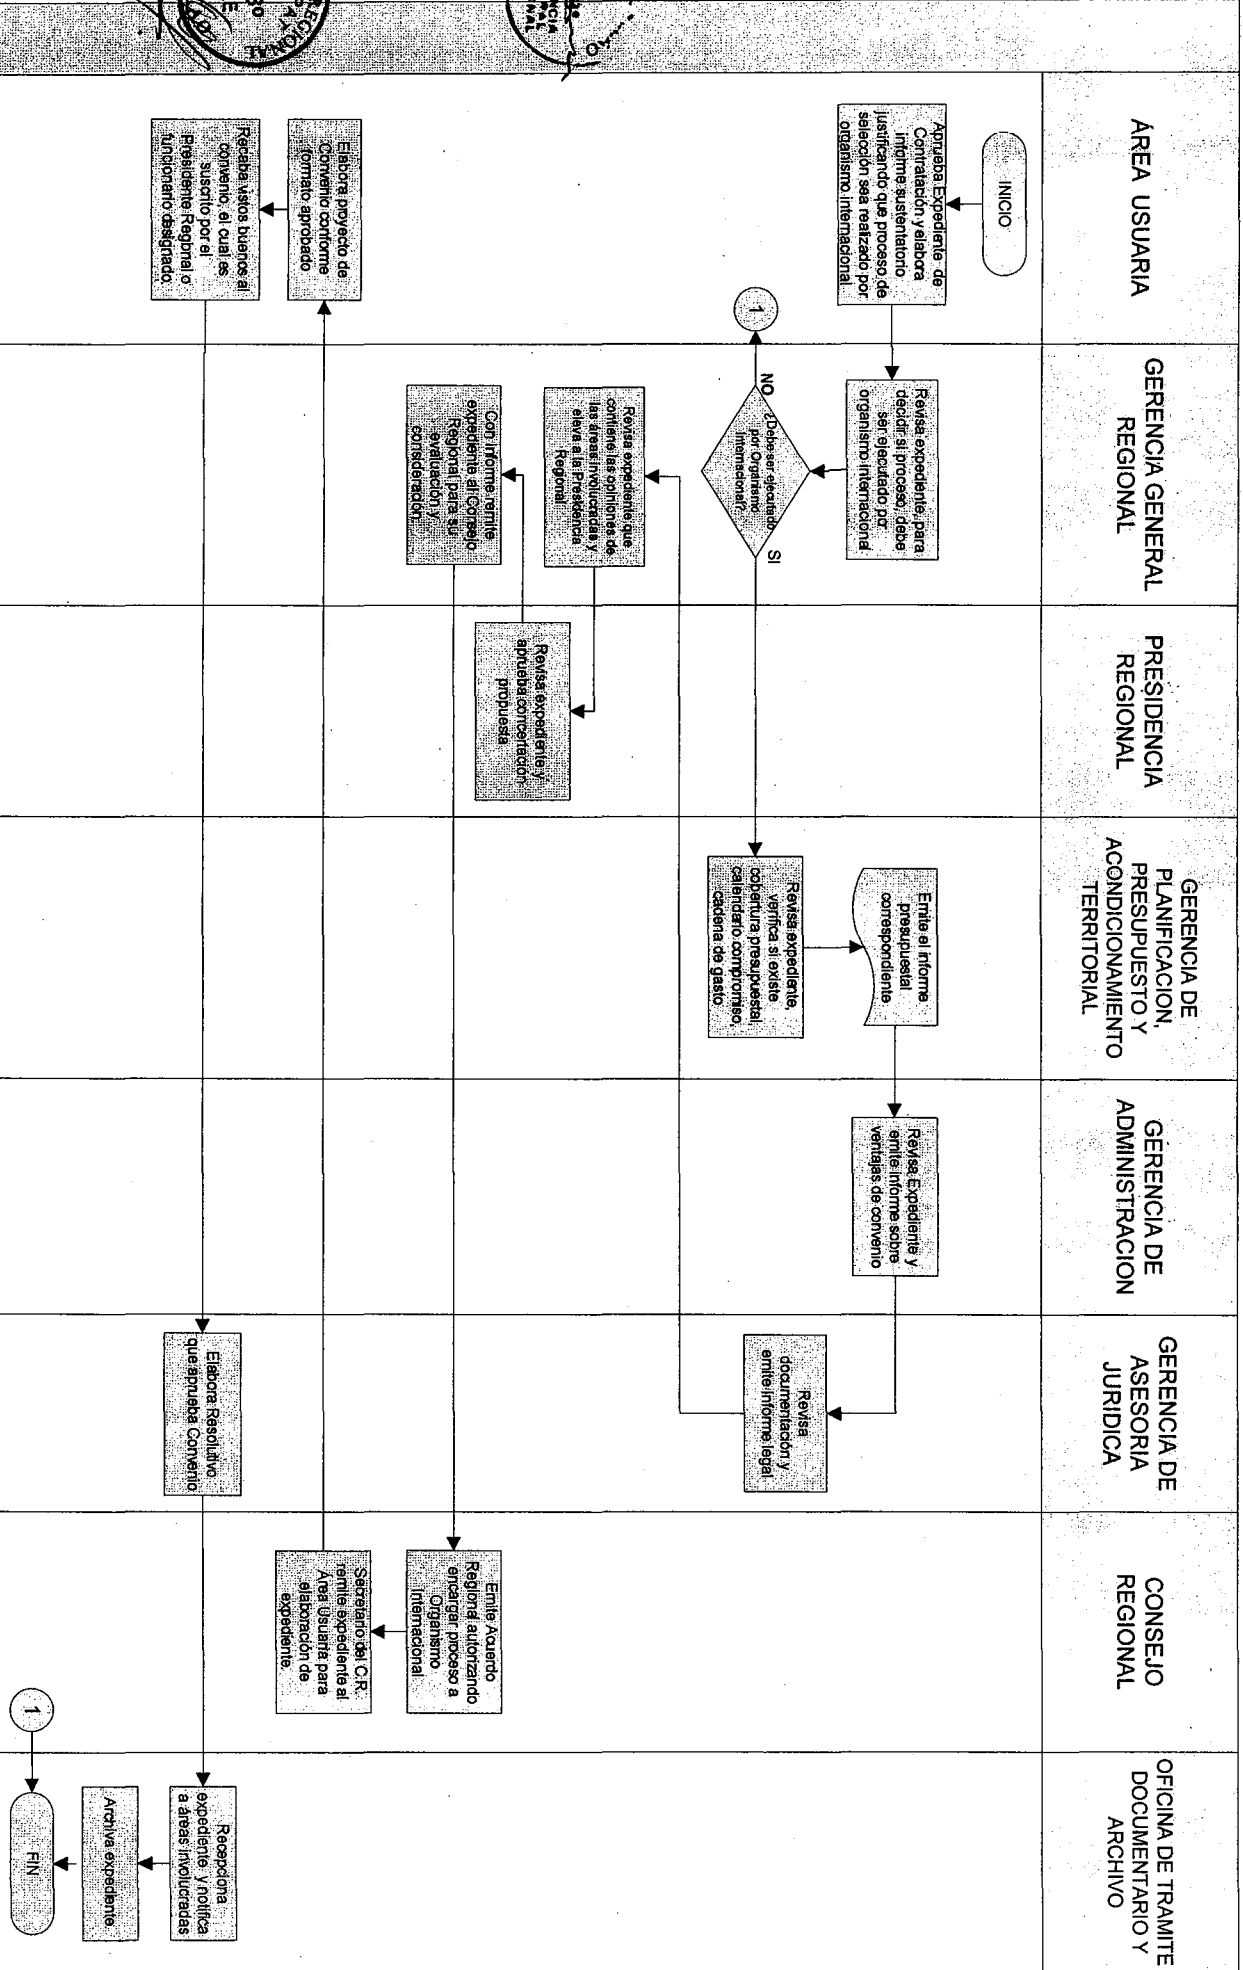 ÁREA USUARIA
GERENCIA GENERAL
REGIONAL
PRESIDENCIA
REGIONAL
GERENCIA DE
PLANIFICACION,
PRESUPUESTO Y
ACONDICIONAMIENTO
TERRITORIAL
GERENCIA DE
ADMINISTRACION
GERENCIA DE
ASESORIA
JURIDICA
CONSEJO
REGIONAL
OFICINA DE TRAMITE
DOCUMENTARIO Y
ARCHIVO
INICIO
Aprueba Expediente de
Contratación y elabora
informe sustentatorio
justificando que proceso de
selección sea realizado por
organismo internacional
Revisa expediente, para
decidir si proceso, debe
ser ejecutado por
organismo internacional
¿Debe ser ejecutado
por Organismo
Internacional?
NO
SI
1
Revisa expediente,
verifica si existe
cobertura presupuestal,
calendario compromiso,
cadena de gasto
Emite el informe
presupuestal
correspondiente
Revisa Expediente y
emite informe sobre
ventajas de convenio
Revisa
documentación y
emite informe legal
Revisa expediente que
contiene las opiniones de
las áreas involucradas y
eleva a la Presidencia
Regional
Revisa expediente y
aprueba concertación
propuesta
Con informe remite
expediente al Consejo
Regional para su
evaluación y
consideración
Emite Acuerdo
Regional autorizando
encargar proceso a
Organismo
Internacional
Secretario del C.R.
remite expediente al
Area Usuaria para
elaboración de
expediente
Elabora proyecto de
Convenio conforme
formato aprobado
Recaba vistos buenos al
convenio, el cual es
suscrito por el
Presidente Regional o
funcionario designado
Elabora Resolutivo
que aprueba Convenio
Recepciona
expediente y notifica
a áreas involucradas
Archiva expediente
1
FIN
REGIONAL